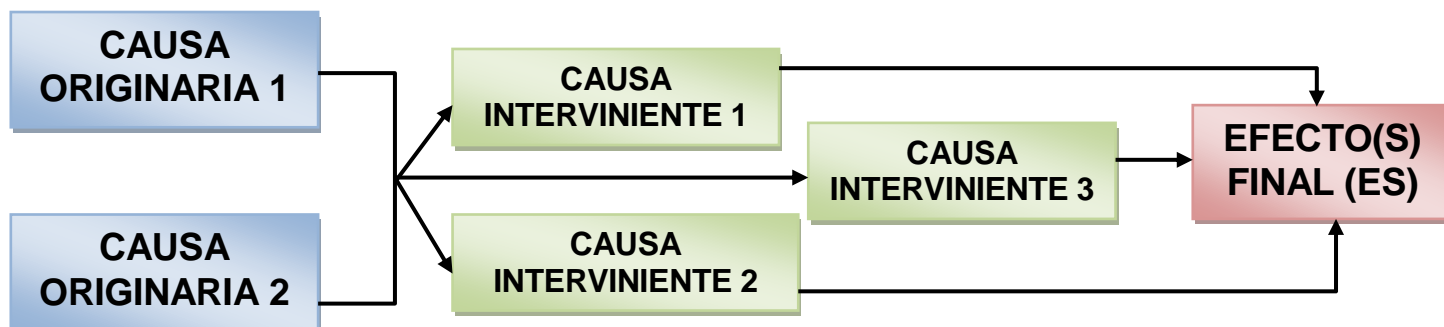 CAUSA
ORIGINARIA 1
CAUSA
INTERVINIENTE 1
CAUSA
INTERVINIENTE 3
EFECTO(S)
FINAL (ES)
CAUSA
ORIGINARIA 2
CAUSA
INTERVINIENTE 2